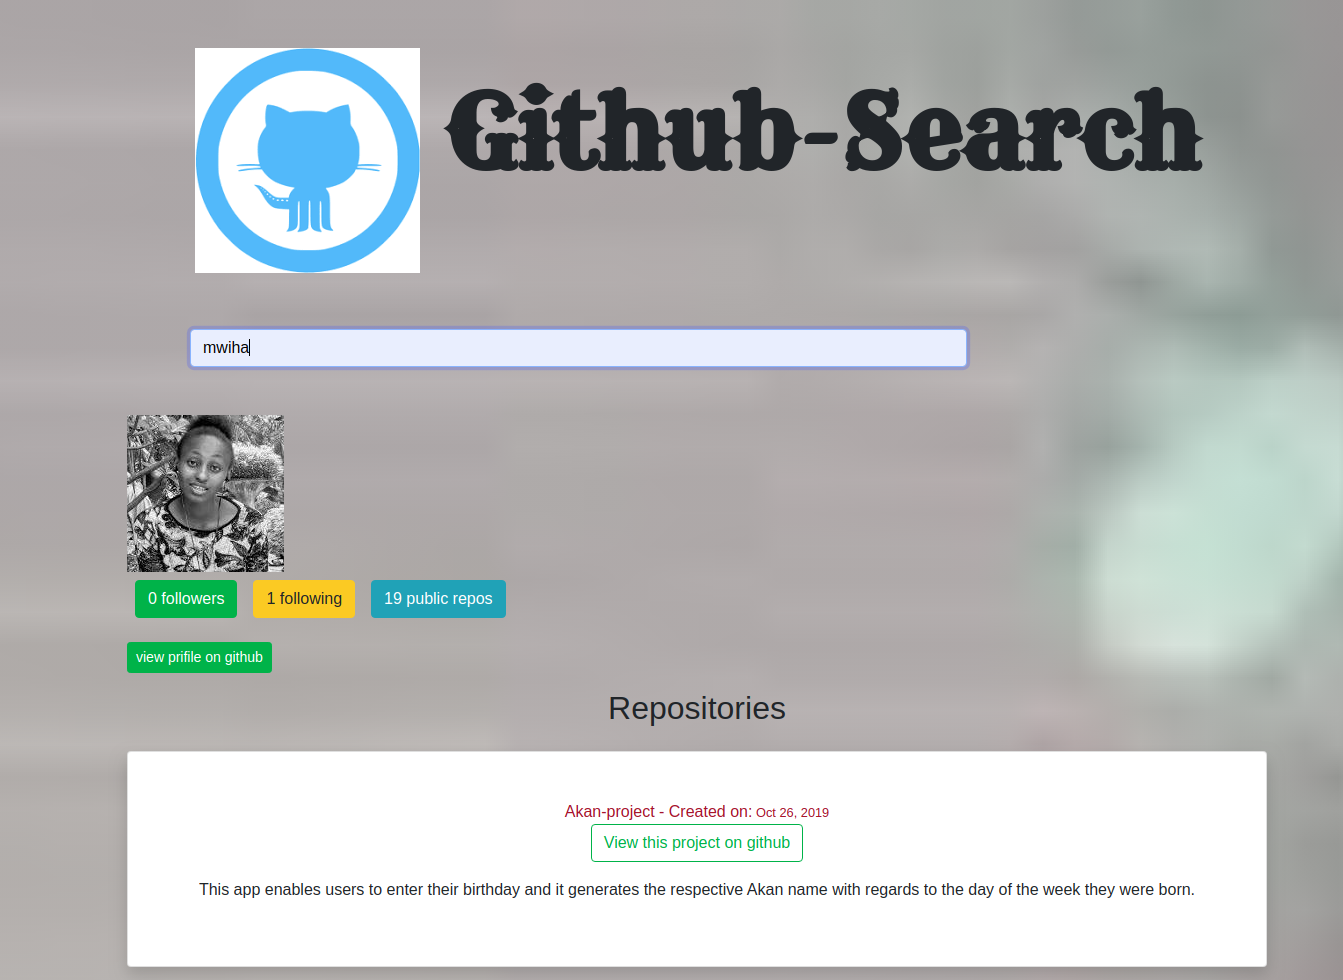 Github-Search
mwiha
0 followers 1 following 19 public repos
view prifile on github
Repositories
Akan-project - Created on: Oct 26, 2019
View this project on github
This app enables users to enter their birthday and it generates the respective Akan name with regards to the day of the week they were born.